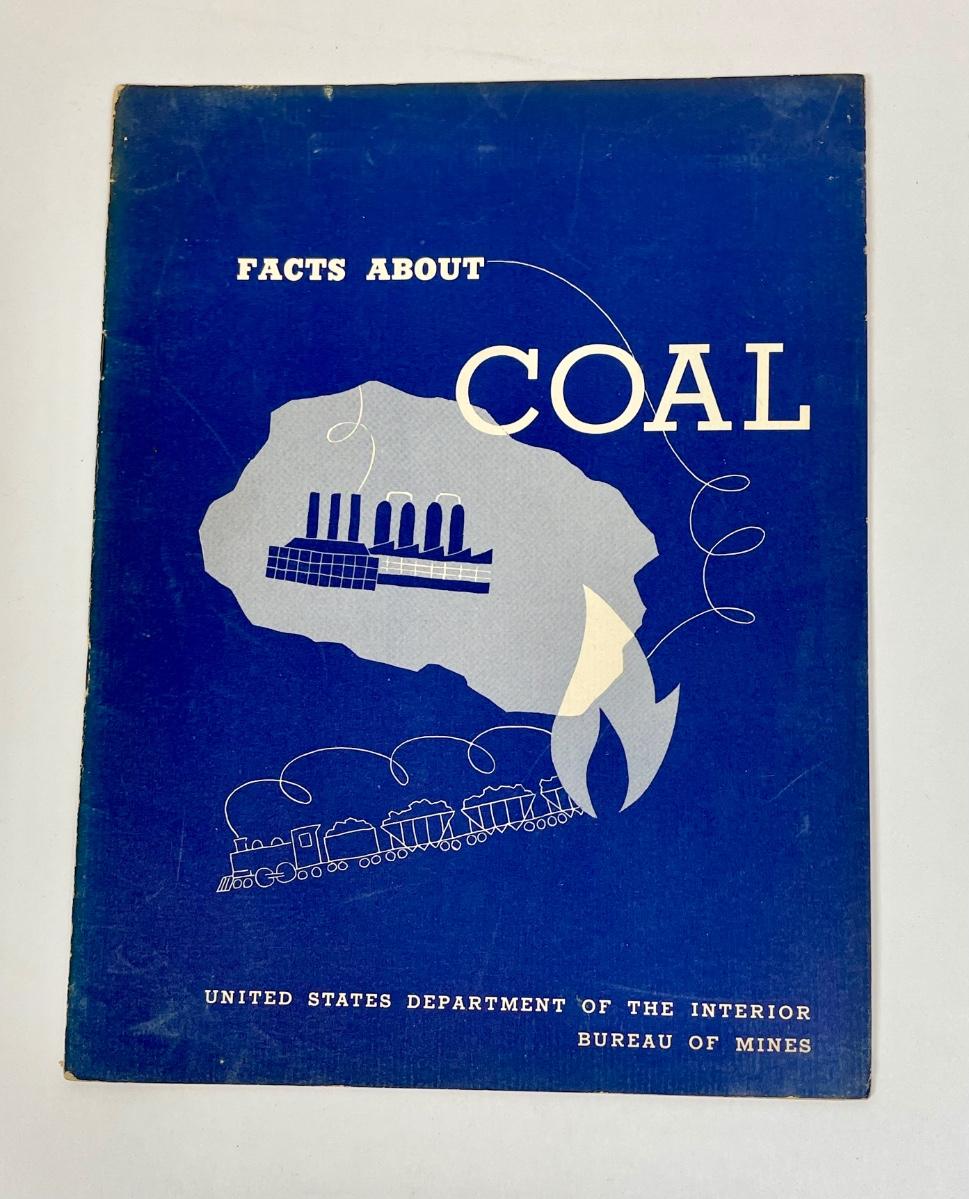 FACTS ABOUT
COAL
UNITED STATES DEPARTMENT OF THE INTERIOR
BUREAU OF MINES